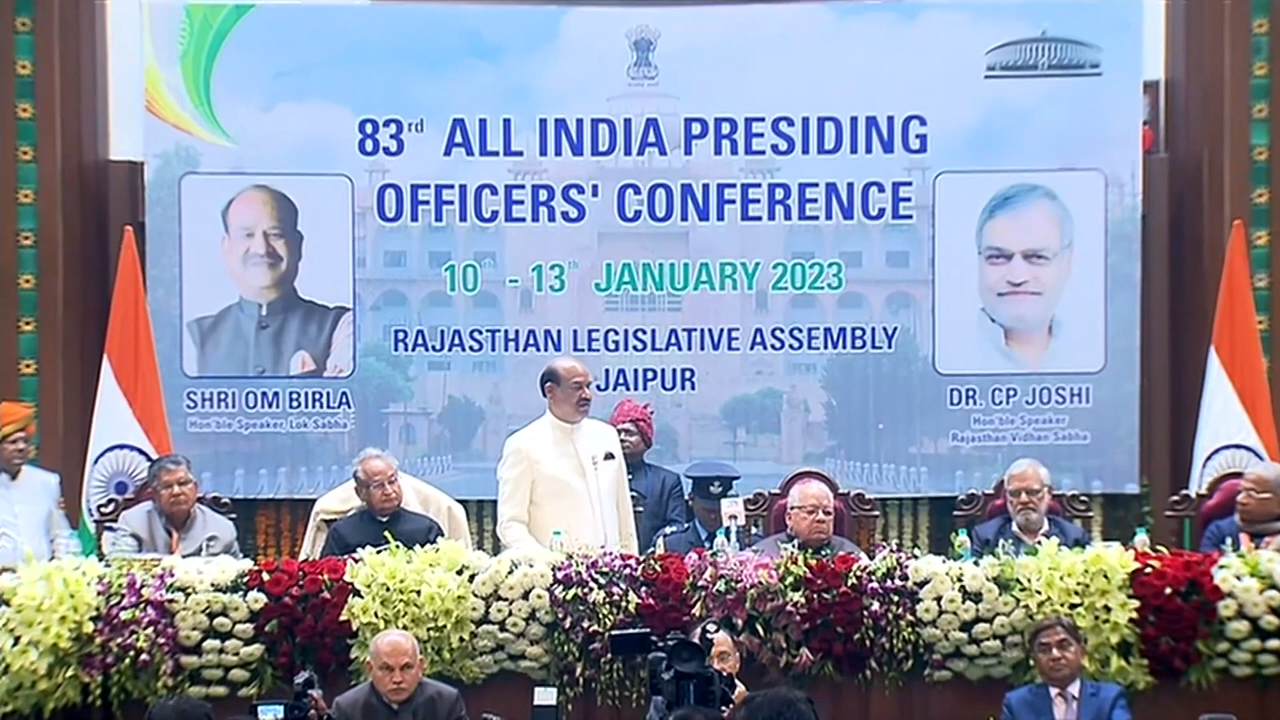 83rd ALL INDIA PRESIDING
OFFICERS' CONFERENCE
10th - 13th JANUARY 2023
RAJASTHAN LEGISLATIVE ASSEMBLY
JAIPUR
SHRI OM BIRLA
Hon'ble Speaker, Lok Sabha
DR. CP JOSHI
Hon'ble Speaker
Rajasthan Vidhan Sabha